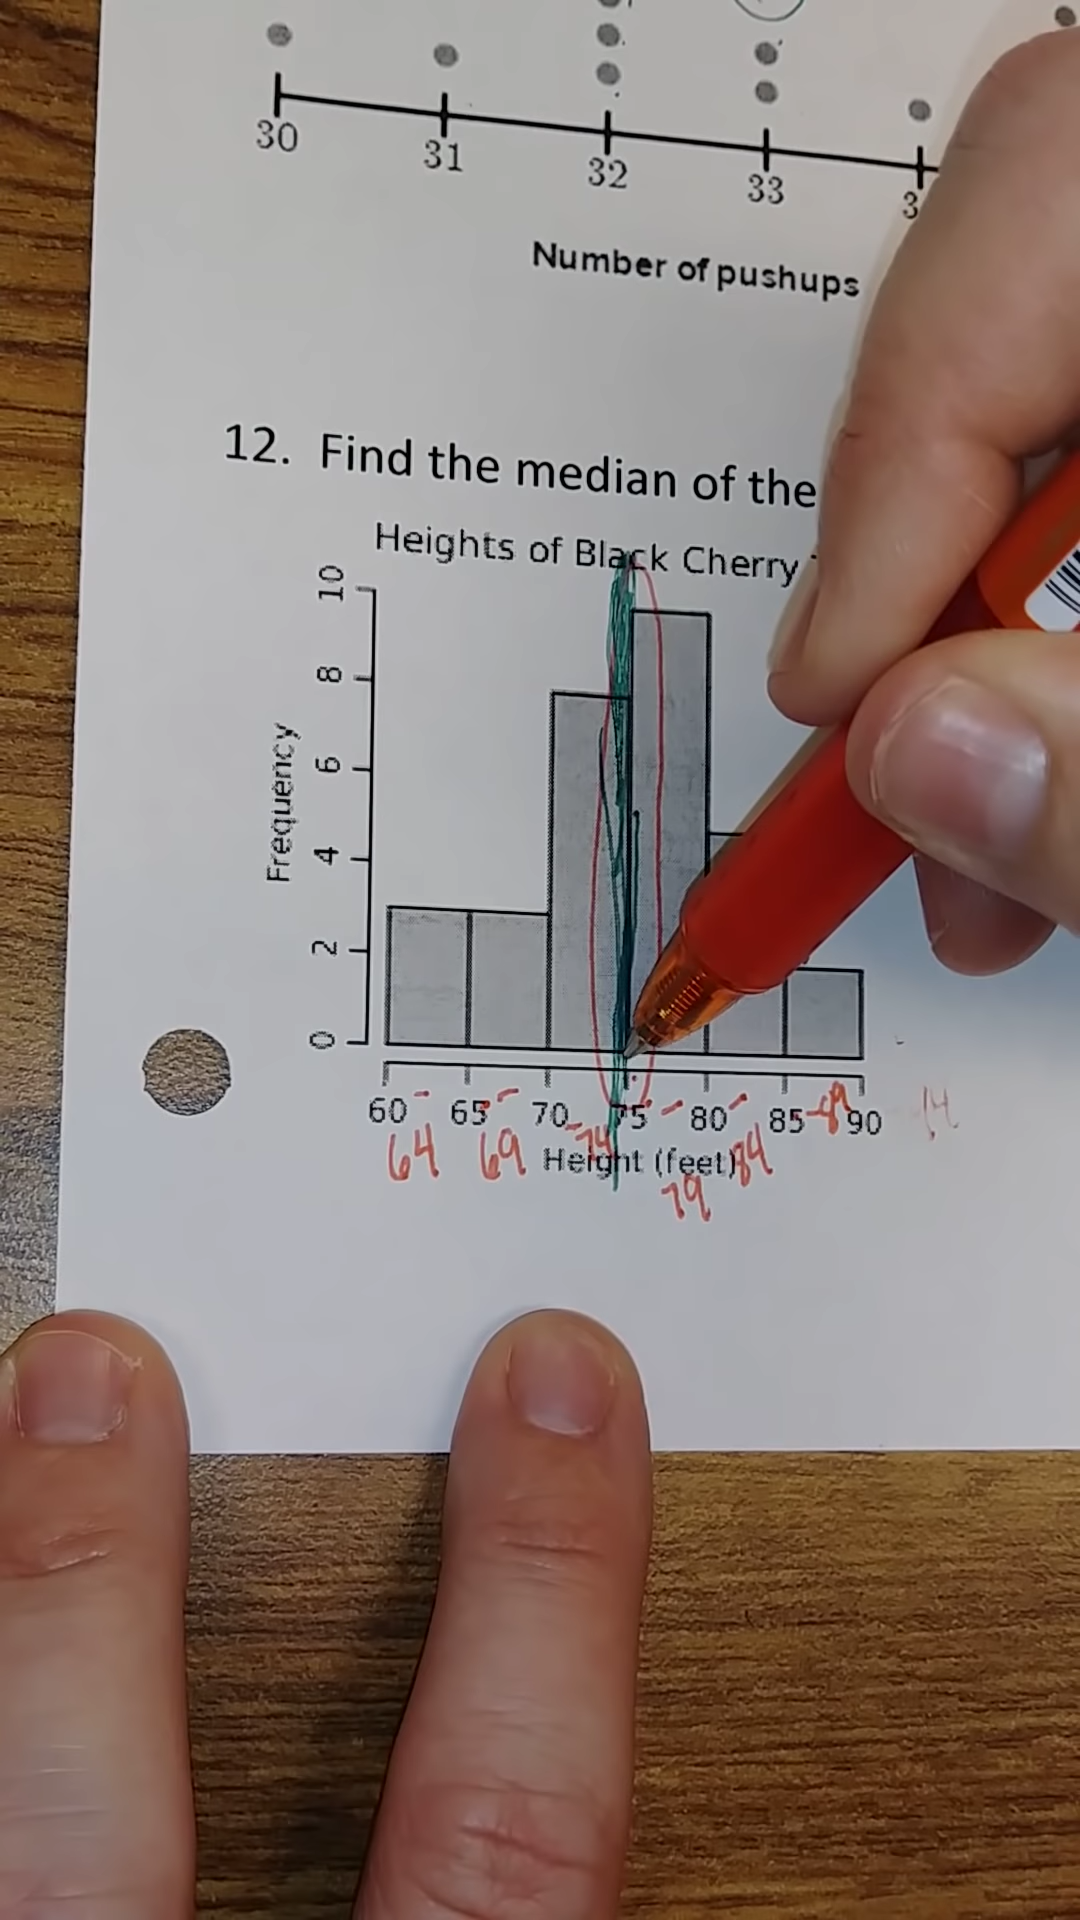 30 31 32 33 3
Number of pushups
12. Find the median of the
Heights of Black Cherry
Frequency
10
8
6
4
2
0
60 65 70 75 80 85 90
- 89
64 69 74 Height (feet) 84
79
14